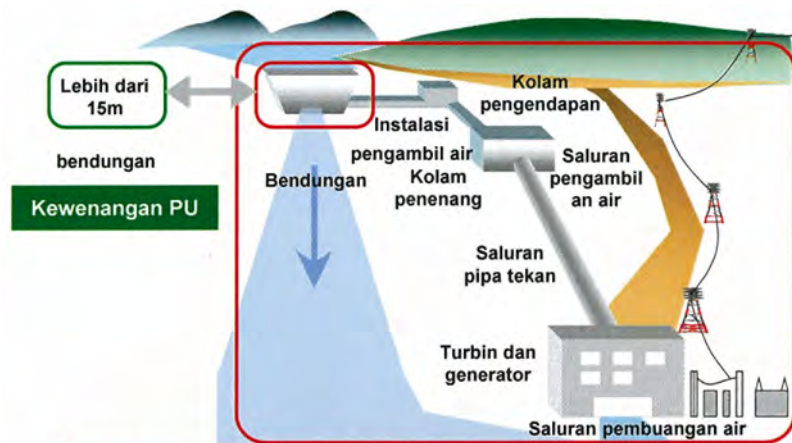 Lebih dari
15m
bendungan
Kewenangan PU
Bendungan
Instalasi
pengambil air
Kolam
penenang
Kolam
pengendapan
Saluran
pengambil
an air
Saluran
pipa tekan
Turbin dan
generator
Saluran pembuangan air